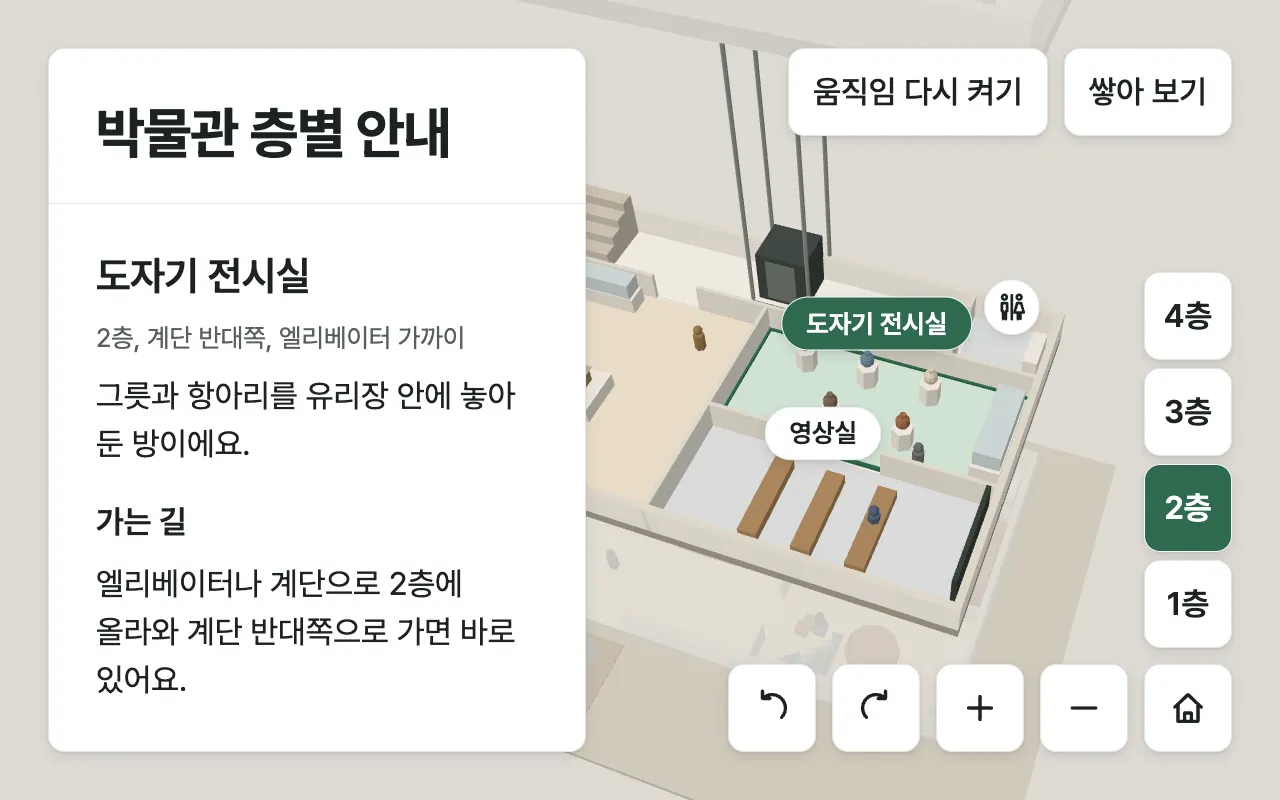 박물관 층별 안내
움직임 다시 켜기
쌓아 보기
도자기 전시실
2층, 계단 반대쪽, 엘리베이터 가까이
그릇과 항아리를 유리장 안에 놓아
둔 방이에요.
가는 길
엘리베이터나 계단으로 2층에
올라와 계단 반대쪽으로 가면 바로
있어요.
도자기 전시실
영상실
4층
3층
2층
1층